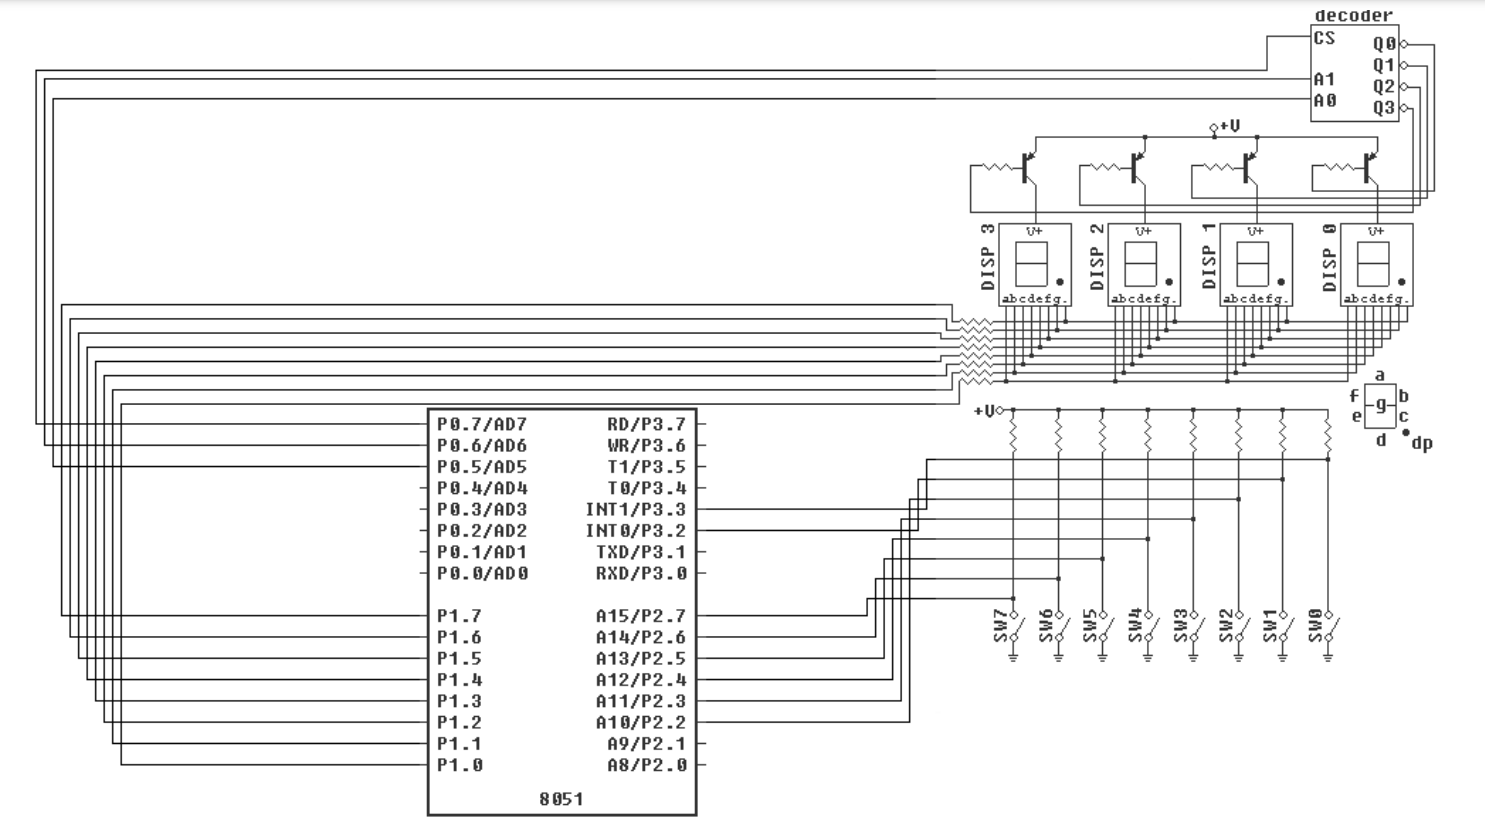 decoder
CS
Q0
Q1
A1
Q2
A0
Q3
+V
DISP 3
V+
abcdefg.
DISP 2
V+
abcdefg.
DISP 1
V+
abcdefg.
DISP 0
V+
abcdefg.
a
f
b
g
e
c
d
dp
+V
P0.7/AD7 RD/P3.7
P0.6/AD6 WR/P3.6
P0.5/AD5 T1/P3.5
P0.4/AD4 T0/P3.4
P0.3/AD3 INT1/P3.3
P0.2/AD2 INT0/P3.2
P0.1/AD1 TXD/P3.1
P0.0/AD0 RXD/P3.0
P1.7 A15/P2.7
P1.6 A14/P2.6
P1.5 A13/P2.5
P1.4 A12/P2.4
P1.3 A11/P2.3
P1.2 A10/P2.2
P1.1 A9/P2.1
P1.0 A8/P2.0
8051
SW7
SW6
SW5
SW4
SW3
SW2
SW1
SW0